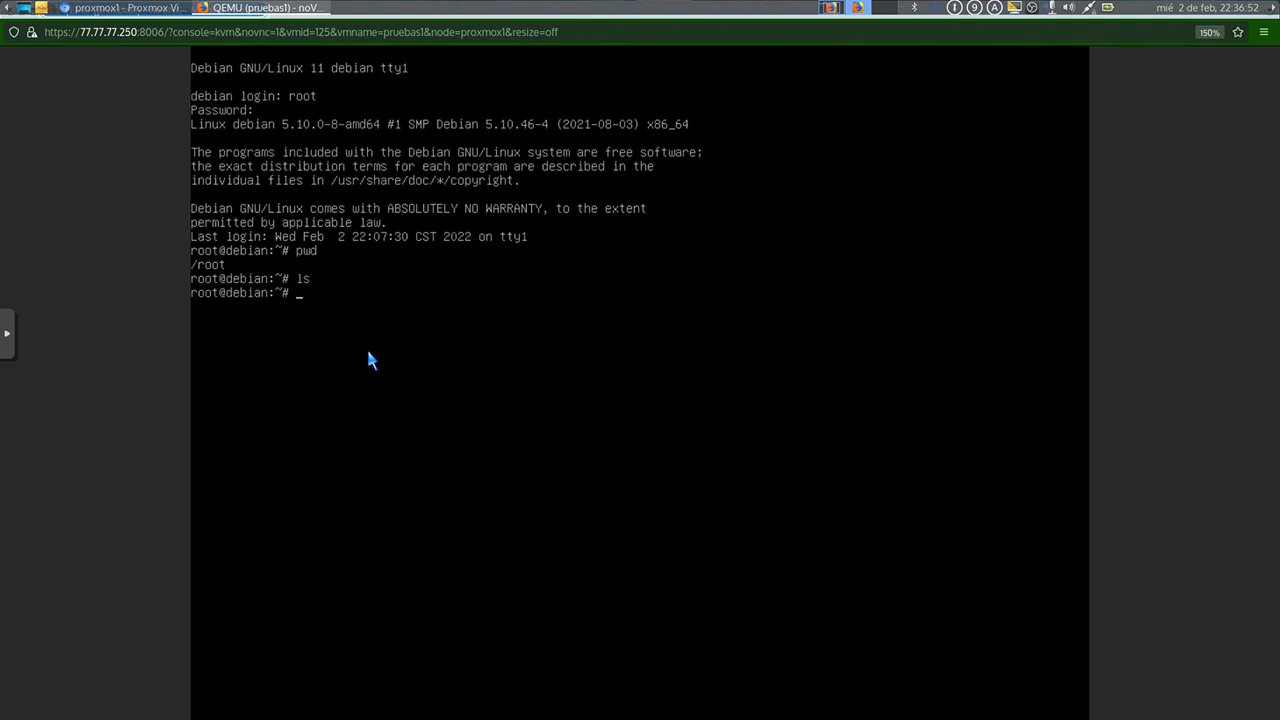 proxmox1 - Proxmox Vi... QEMU (pruebas1) - noV... mié 2 de feb, 22:36:52
https://77.77.77.250:8006/?console=kvm&novnc=1&vmid=125&vmname=pruebas1&node=proxmox1&resize=off 150%
Debian GNU/Linux 11 debian tty1
debian login: root
Password:
Linux debian 5.10.0-8-amd64 #1 SMP Debian 5.10.46-4 (2021-08-03) x86_64
The programs included with the Debian GNU/Linux system are free software;
the exact distribution terms for each program are described in the
individual files in /usr/share/doc/*/copyright.
Debian GNU/Linux comes with ABSOLUTELY NO WARRANTY, to the extent
permitted by applicable law.
Last login: Wed Feb  2 22:07:30 CST 2022 on tty1
root@debian:~# pwd
/root
root@debian:~# ls
root@debian:~# _